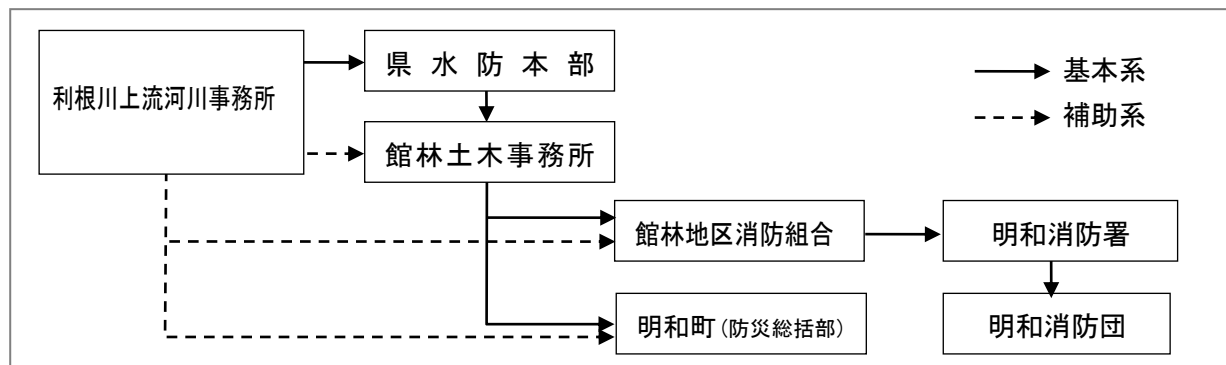 県水防本部
利根川上流河川事務所
基本系
補助系
館林土木事務所
館林地区消防組合
明和消防署
明和町（防災総括部）
明和消防団